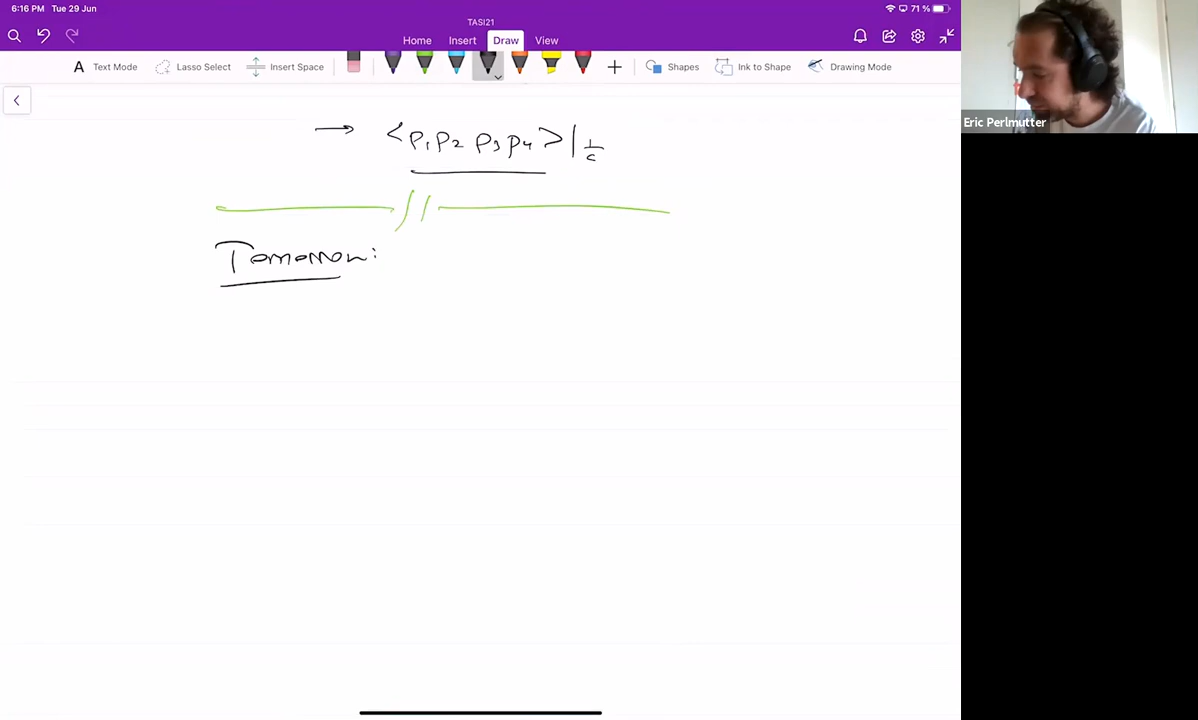 6:16 PM Tue 29 Jun
71 %
TASI21
Home Insert Draw View
Text Mode Lasso Select Insert Space Shapes Ink to Shape Drawing Mode
Eric Perlmutter
→ <p₁p₂ p₃p₄>|1/c
Tomorrow: